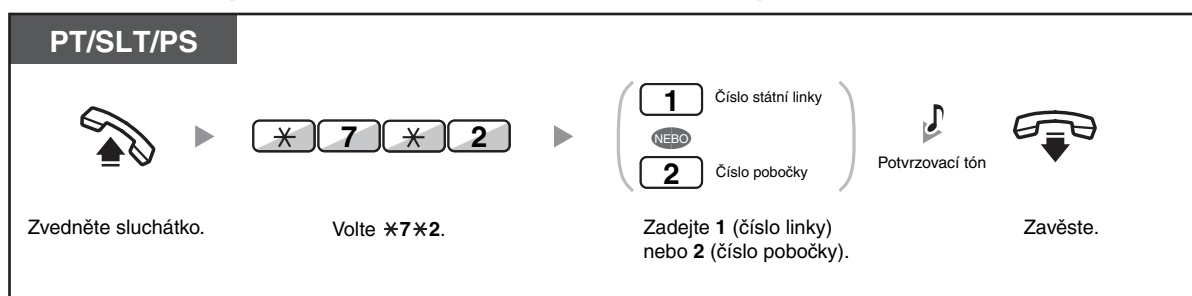 PT/SLT/PS
1 Číslo státní linky
NEBO
2 Číslo pobočky
✳ 7 ✳ 2
Potvrzovací tón
Zvedněte sluchátko.
Volte ✳7✳2.
Zadejte 1 (číslo linky)
nebo 2 (číslo pobočky).
Zavěste.